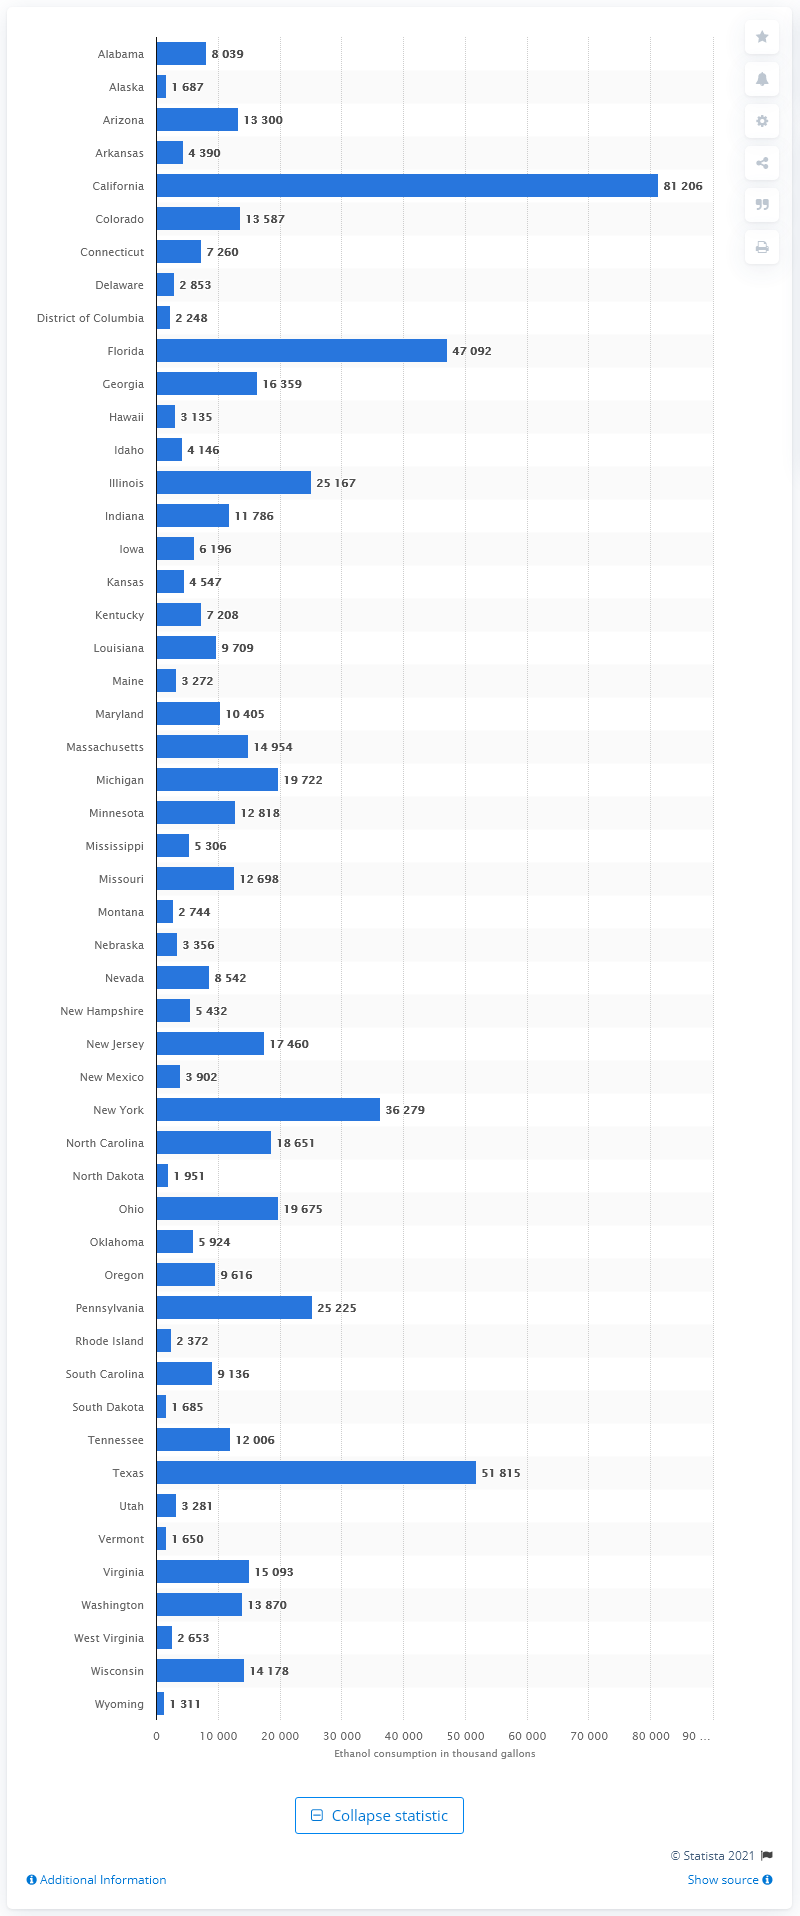 Alabama 8 039
Alaska 1 687
Arizona 13 300
Arkansas 4 390
California 81 206
Colorado 13 587
Connecticut 7 260
Delaware 2 853
District of Columbia 2 248
Florida 47 092
Georgia 16 359
Hawaii 3 135
Idaho 4 146
Illinois 25 167
Indiana 11 786
Iowa 6 196
Kansas 4 547
Kentucky 7 208
Louisiana 9 709
Maine 3 272
Maryland 10 405
Massachusetts 14 954
Michigan 19 722
Minnesota 12 818
Mississippi 5 306
Missouri 12 698
Montana 2 744
Nebraska 3 356
Nevada 8 542
New Hampshire 5 432
New Jersey 17 460
New Mexico 3 902
New York 36 279
North Carolina 18 651
North Dakota 1 951
Ohio 19 675
Oklahoma 5 924
Oregon 9 616
Pennsylvania 25 225
Rhode Island 2 372
South Carolina 9 136
South Dakota 1 685
Tennessee 12 006
Texas 51 815
Utah 3 281
Vermont 1 650
Virginia 15 093
Washington 13 870
West Virginia 2 653
Wisconsin 14 178
Wyoming 1 311
0 10 000 20 000 30 000 40 000 50 000 60 000 70 000 80 000 90 ...
Ethanol consumption in thousand gallons
Collapse statistic
© Statista 2021
Additional Information Show source